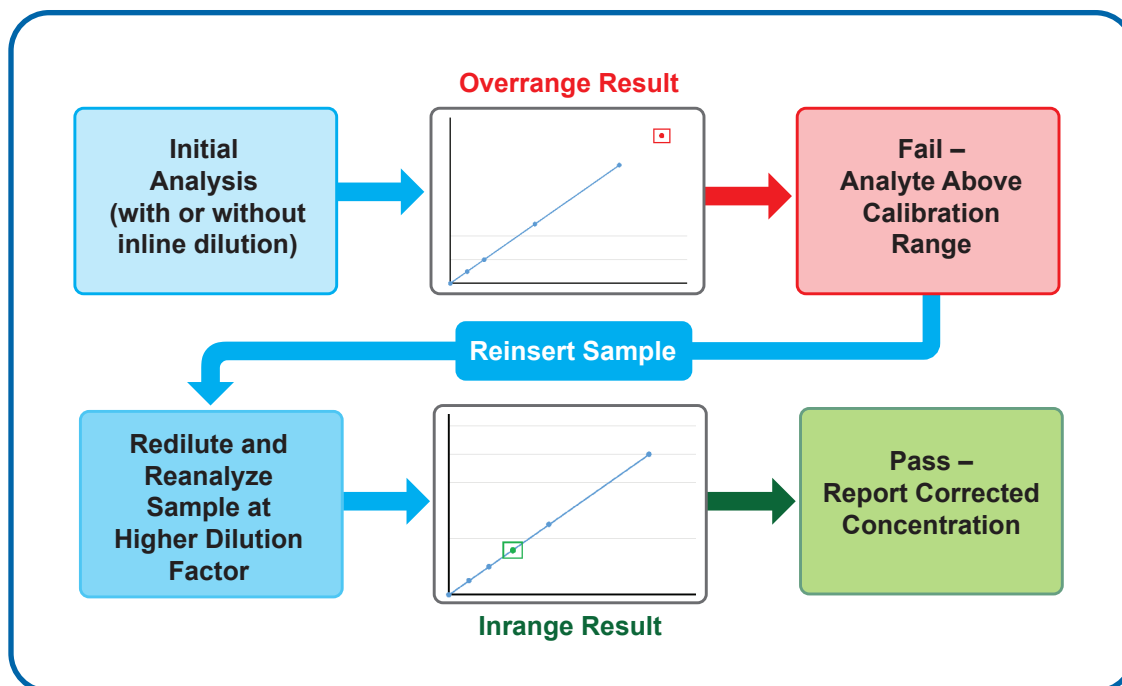 Overrange Result
Initial
Analysis
(with or without
inline dilution)
Fail –
Analyte Above
Calibration
Range
Reinsert Sample
Redilute and
Reanalyze
Sample at
Higher Dilution
Factor
Pass –
Report Corrected
Concentration
Inrange Result